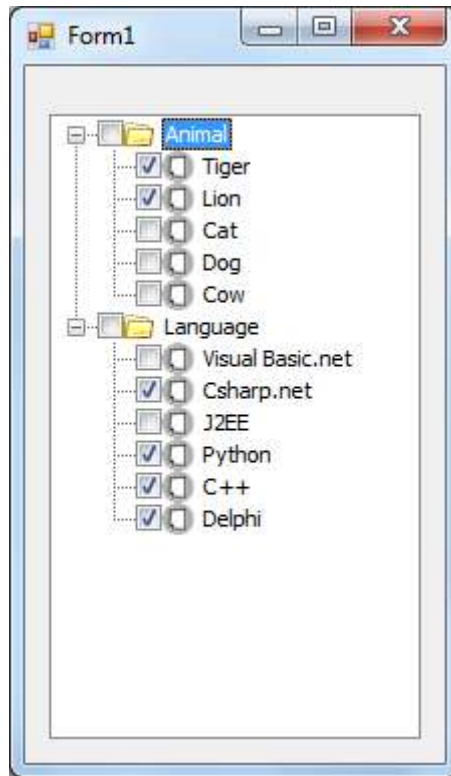 Form1
Animal
Tiger
Lion
Cat
Dog
Cow
Language
Visual Basic.net
Csharp.net
J2EE
Python
C++
Delphi